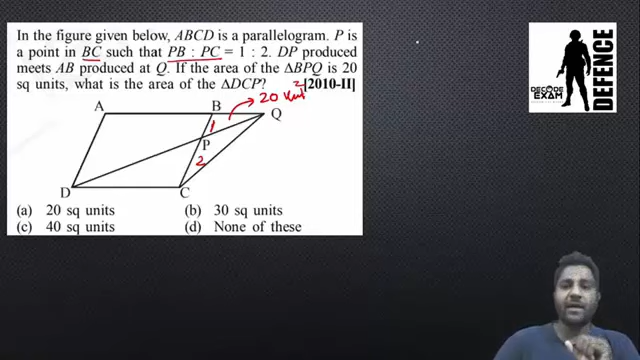 In the figure given below, ABCD is a parallelogram. P is
a point in BC such that PB : PC = 1 : 2. DP produced
meets AB produced at Q. If the area of the ΔBPQ is 20
sq units, what is the area of the ΔDCP? [2010-II]
20
A B Q
1
P
2
D C
(a) 20 sq units (b) 30 sq units
(c) 40 sq units (d) None of these
DECODE
EXAM
DEFENCE